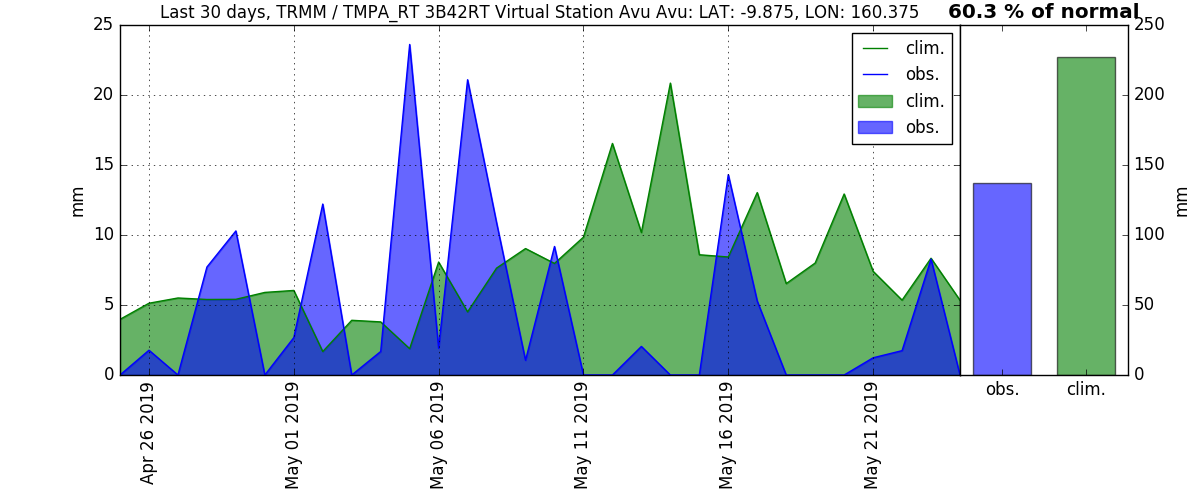 Last 30 days, TRMM / TMPA_RT 3B42RT Virtual Station Avu Avu: LAT: -9.875, LON: 160.375
60.3 % of normal
25
20
15
10
5
0
mm
clim.
obs.
clim.
obs.
250
200
150
100
50
0
mm
obs.
clim.
Apr 26 2019
May 01 2019
May 06 2019
May 11 2019
May 16 2019
May 21 2019